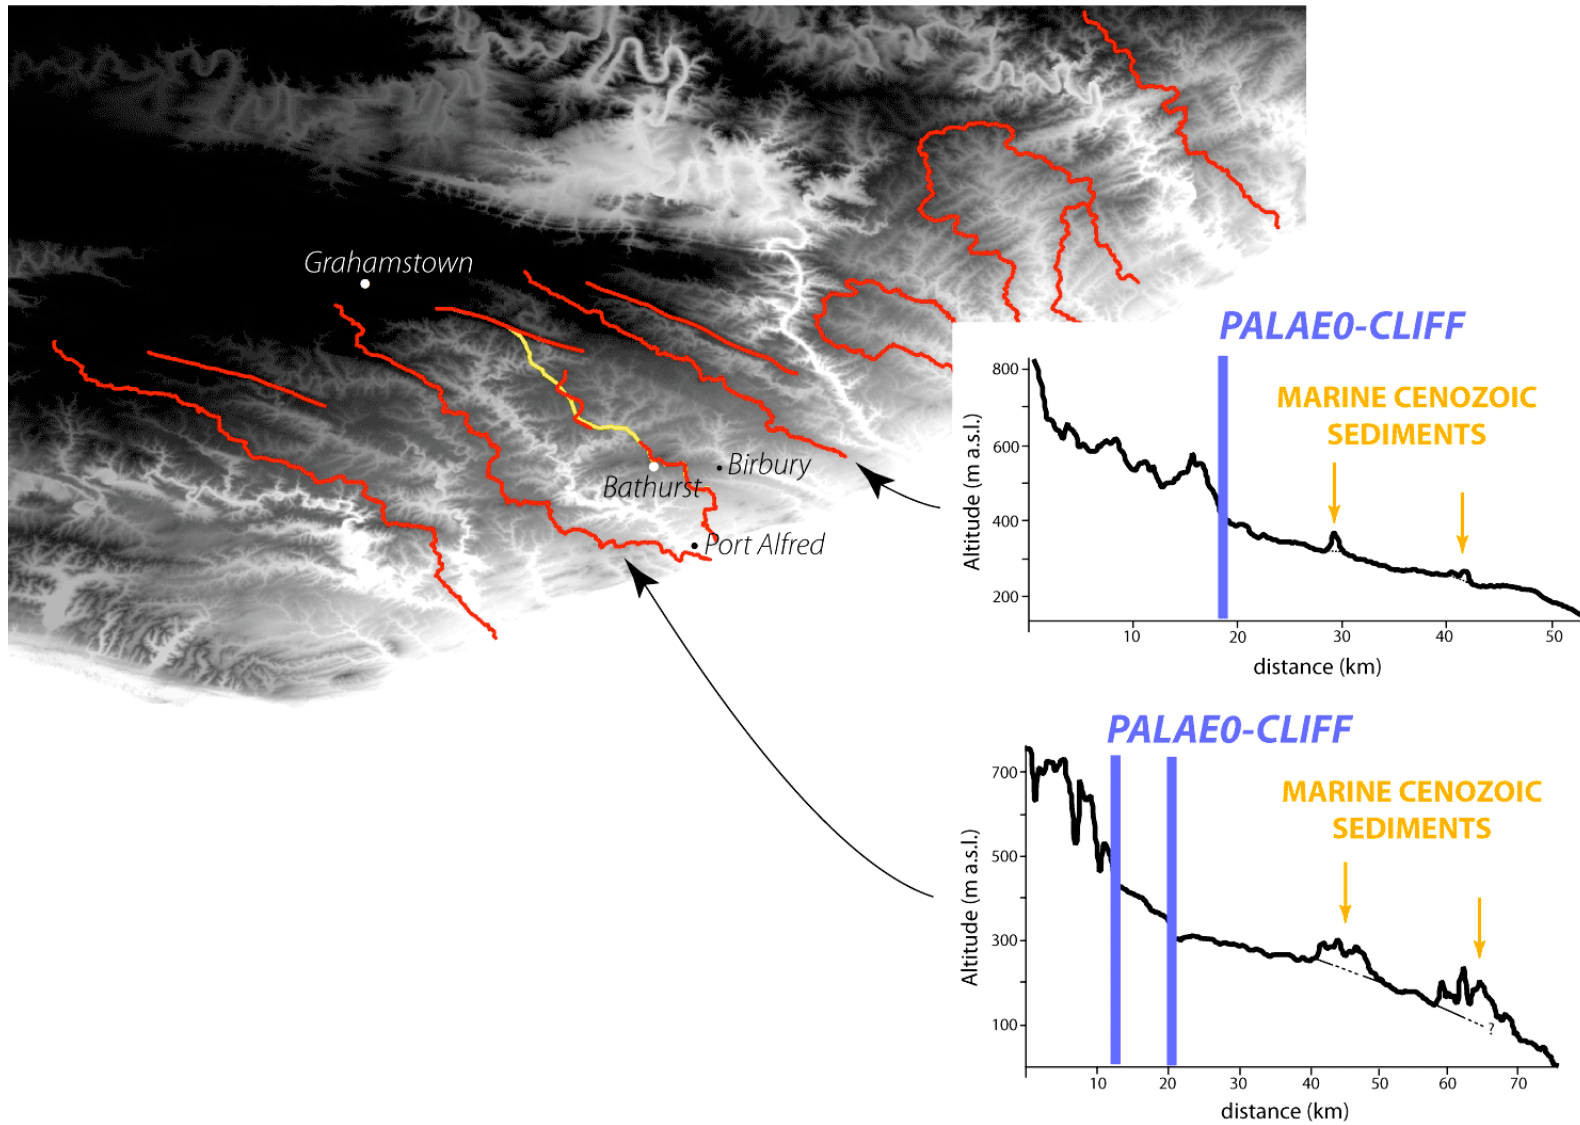 Grahamstown
Birbury
Bathurst
Port Alfred
PALAE0-CLIFF
MARINE CENOZOIC
SEDIMENTS
Altitude (m a.s.l.)
800
600
400
200
10
20
30
40
50
distance (km)
PALAE0-CLIFF
MARINE CENOZOIC
SEDIMENTS
Altitude (m a.s.l.)
700
500
300
100
?
10
20
30
40
50
60
70
distance (km)